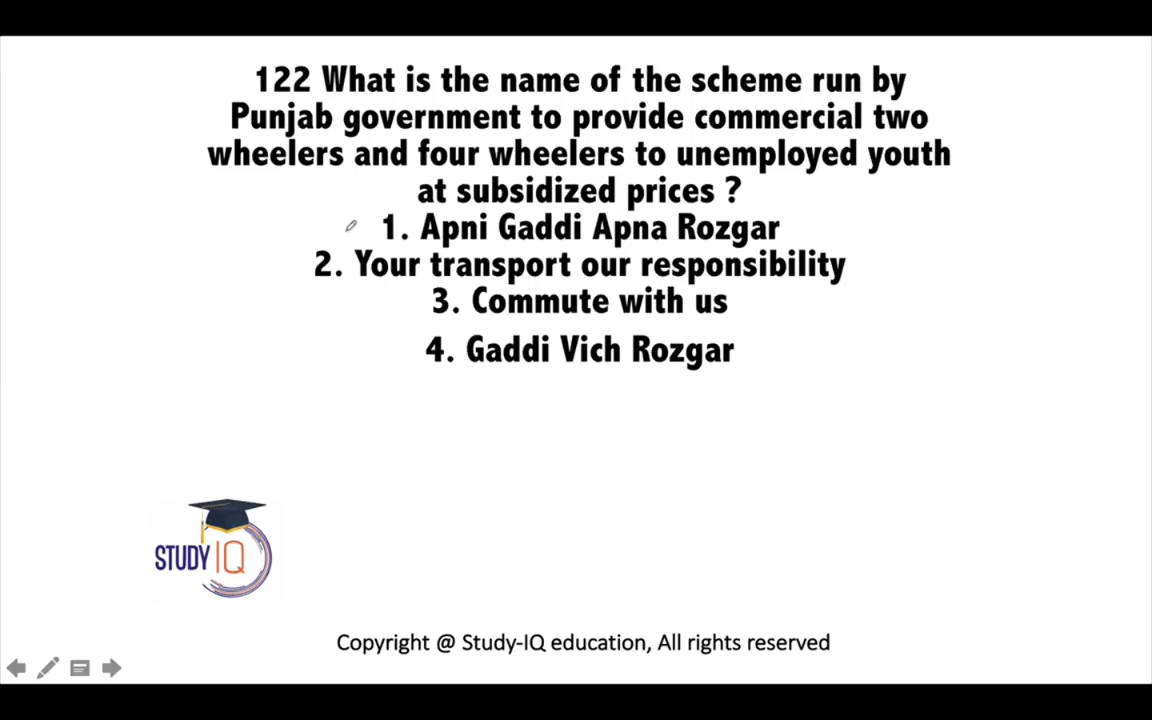 122 What is the name of the scheme run by
Punjab government to provide commercial two
wheelers and four wheelers to unemployed youth
at subsidized prices ?
1. Apni Gaddi Apna Rozgar
2. Your transport our responsibility
3. Commute with us
4. Gaddi Vich Rozgar
STUDY IQ
Copyright @ Study-IQ education, All rights reserved